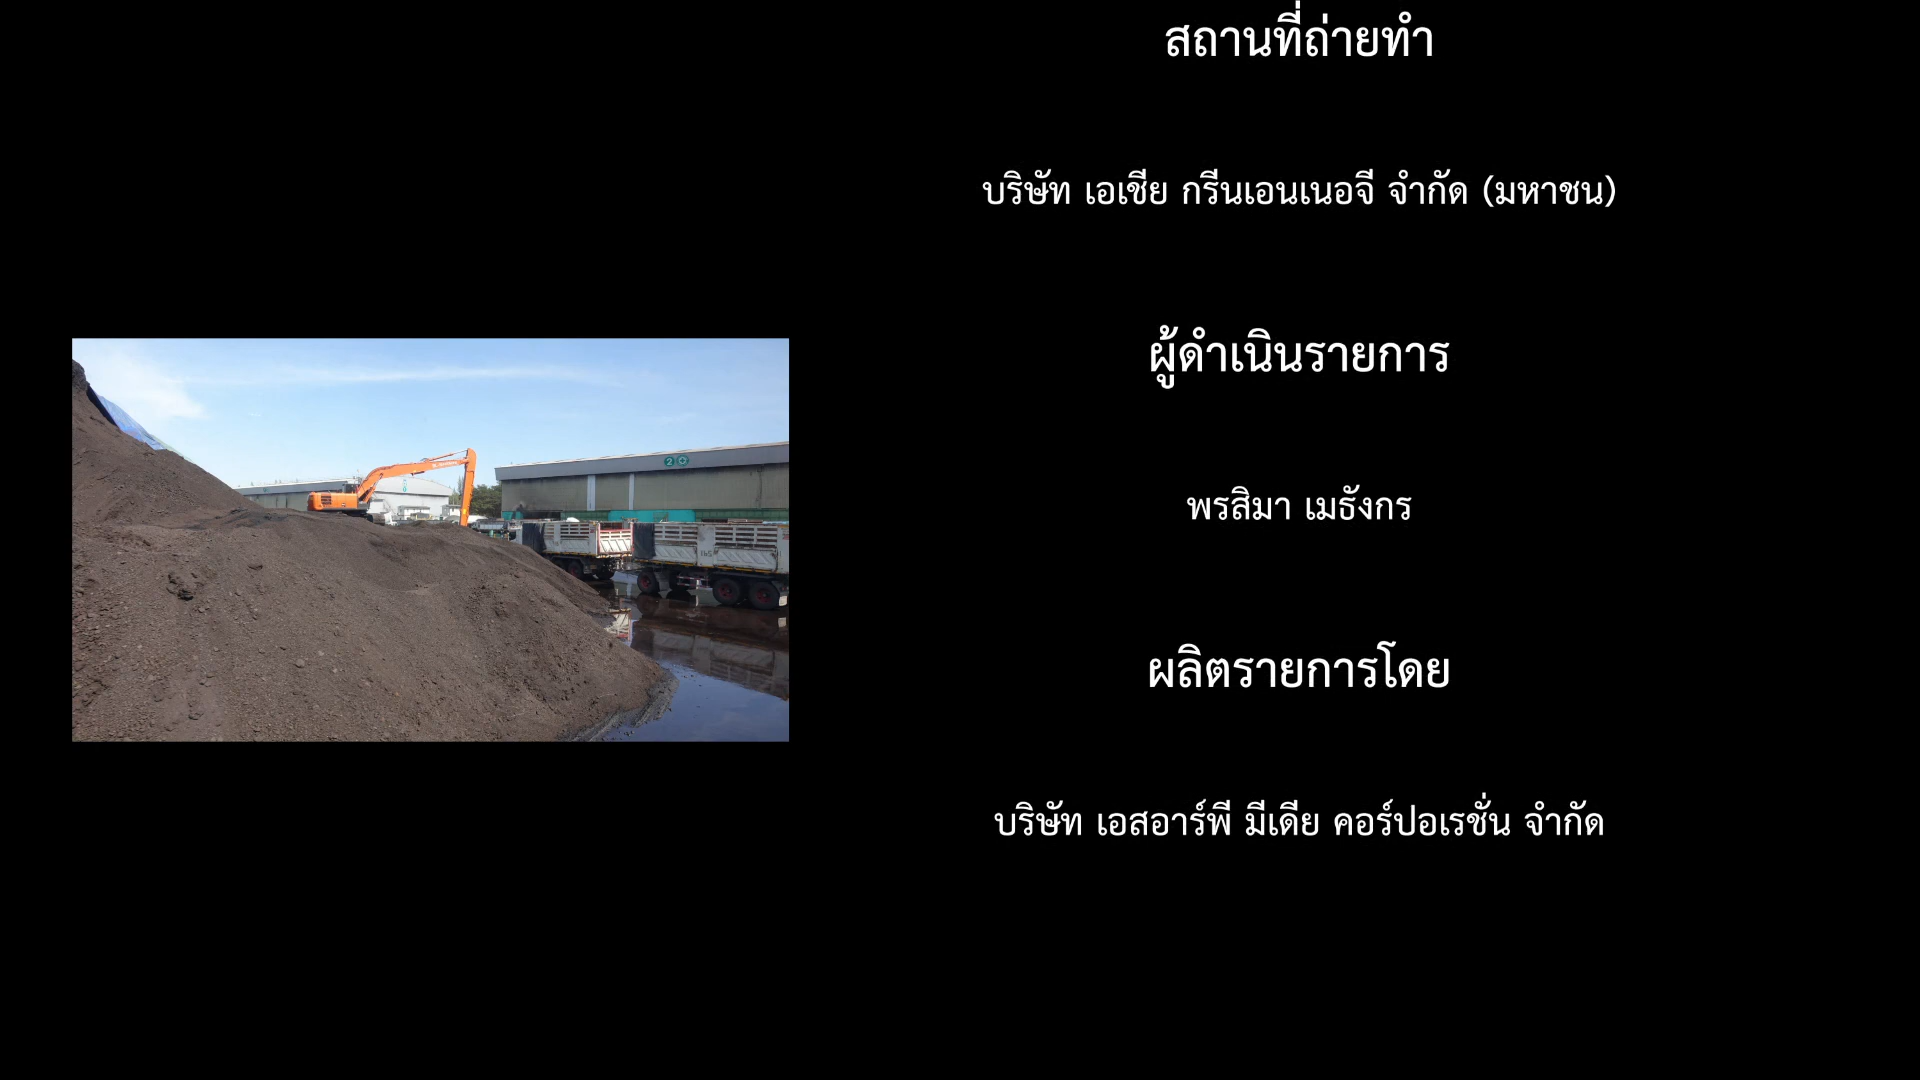 สถานที่ถ่ายทำ
บริษัท เอเชีย กรีนเอนเนอจี จำกัด (มหาชน)
ผู้ดำเนินรายการ
พรสิมา เมธังกร
ผลิตรายการโดย
บริษัท เอสอาร์พี มีเดีย คอร์ปอเรชั่น จำกัด
2